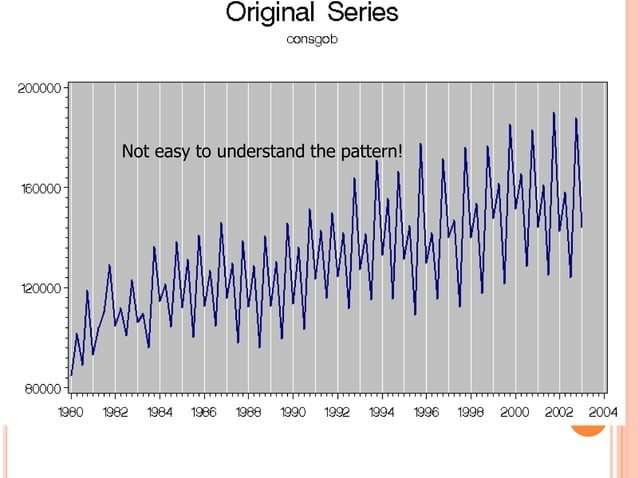 Original Series
consgob
200000
Not easy to understand the pattern!
160000
120000
80000
1980 1982 1984 1986 1988 1990 1992 1994 1996 1998 2000 2002 2004